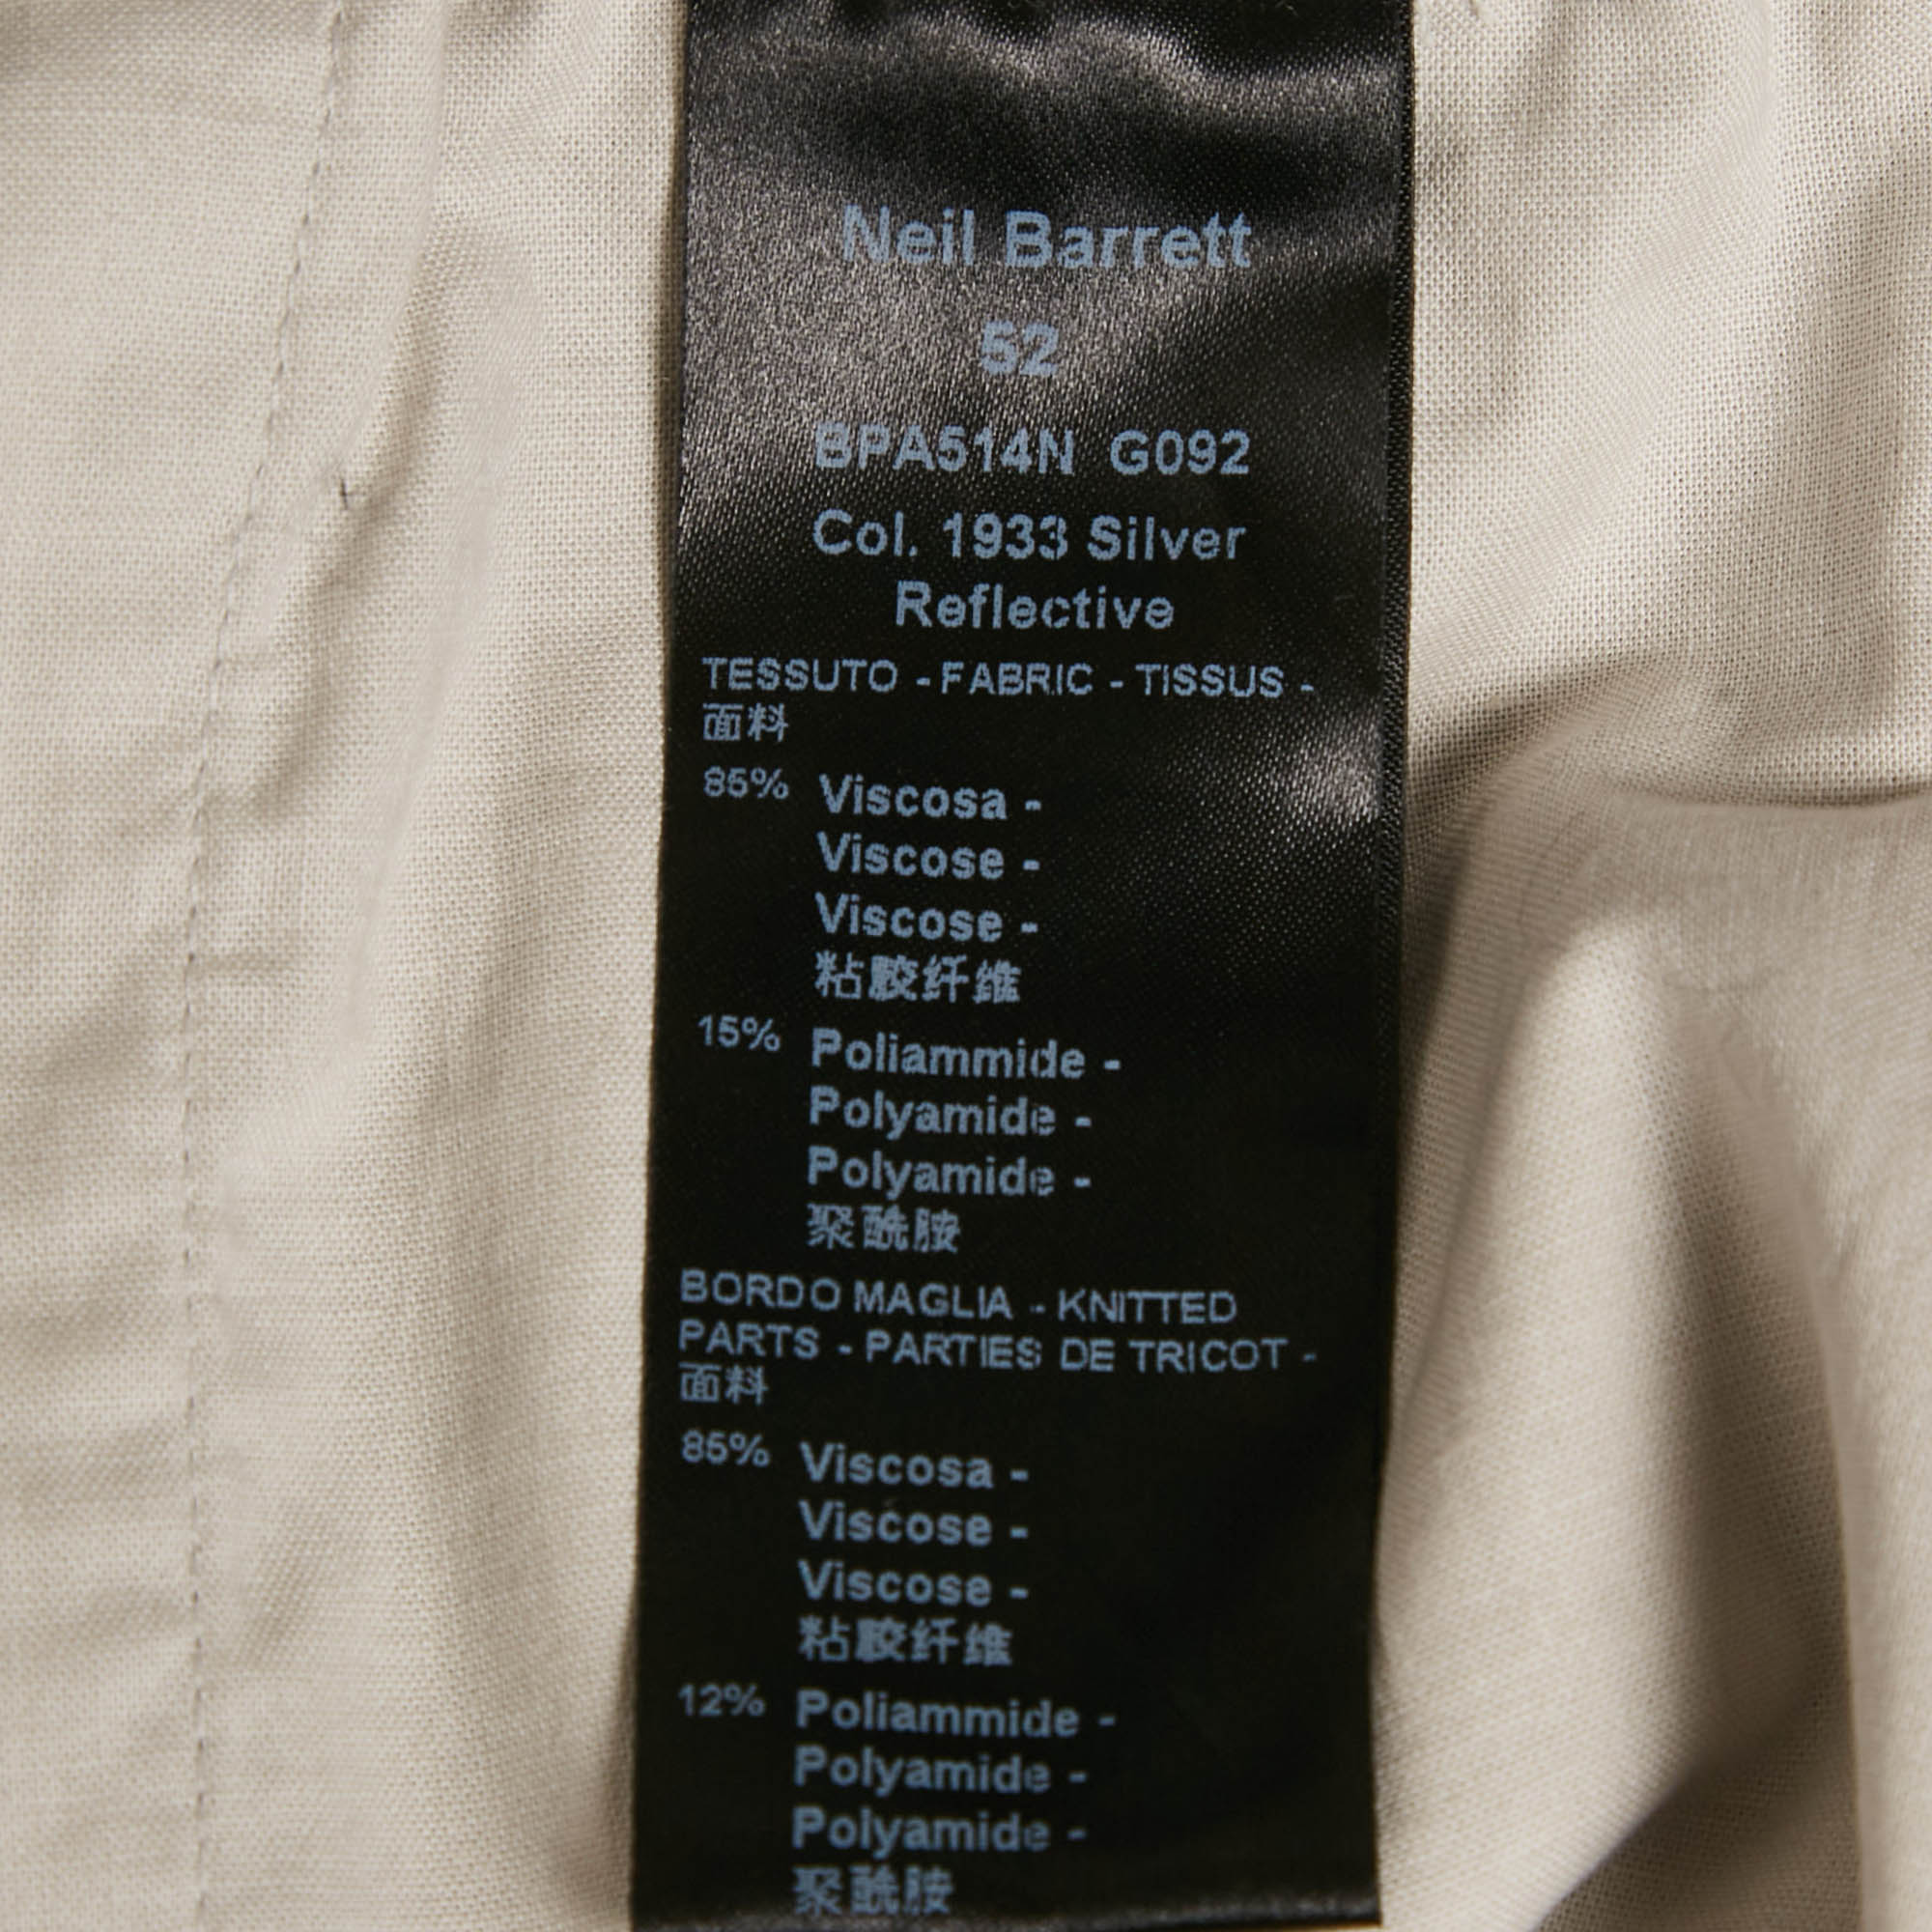 Neil Barrett
52
BPA514N G092
Col. 1933 Silver
Reflective
TESSUTO - FABRIC - TISSUS -
面料
85% Viscosa -
Viscose -
Viscose -
粘胶纤维
15% Poliammide -
Polyamide -
Polyamide -
聚酰胺
BORDO MAGLIA - KNITTED
PARTS - PARTIES DE TRICOT -
面料
85% Viscosa -
Viscose -
Viscose -
粘胶纤维
12% Poliammide -
Polyamide -
Polyamide -
聚酰胺